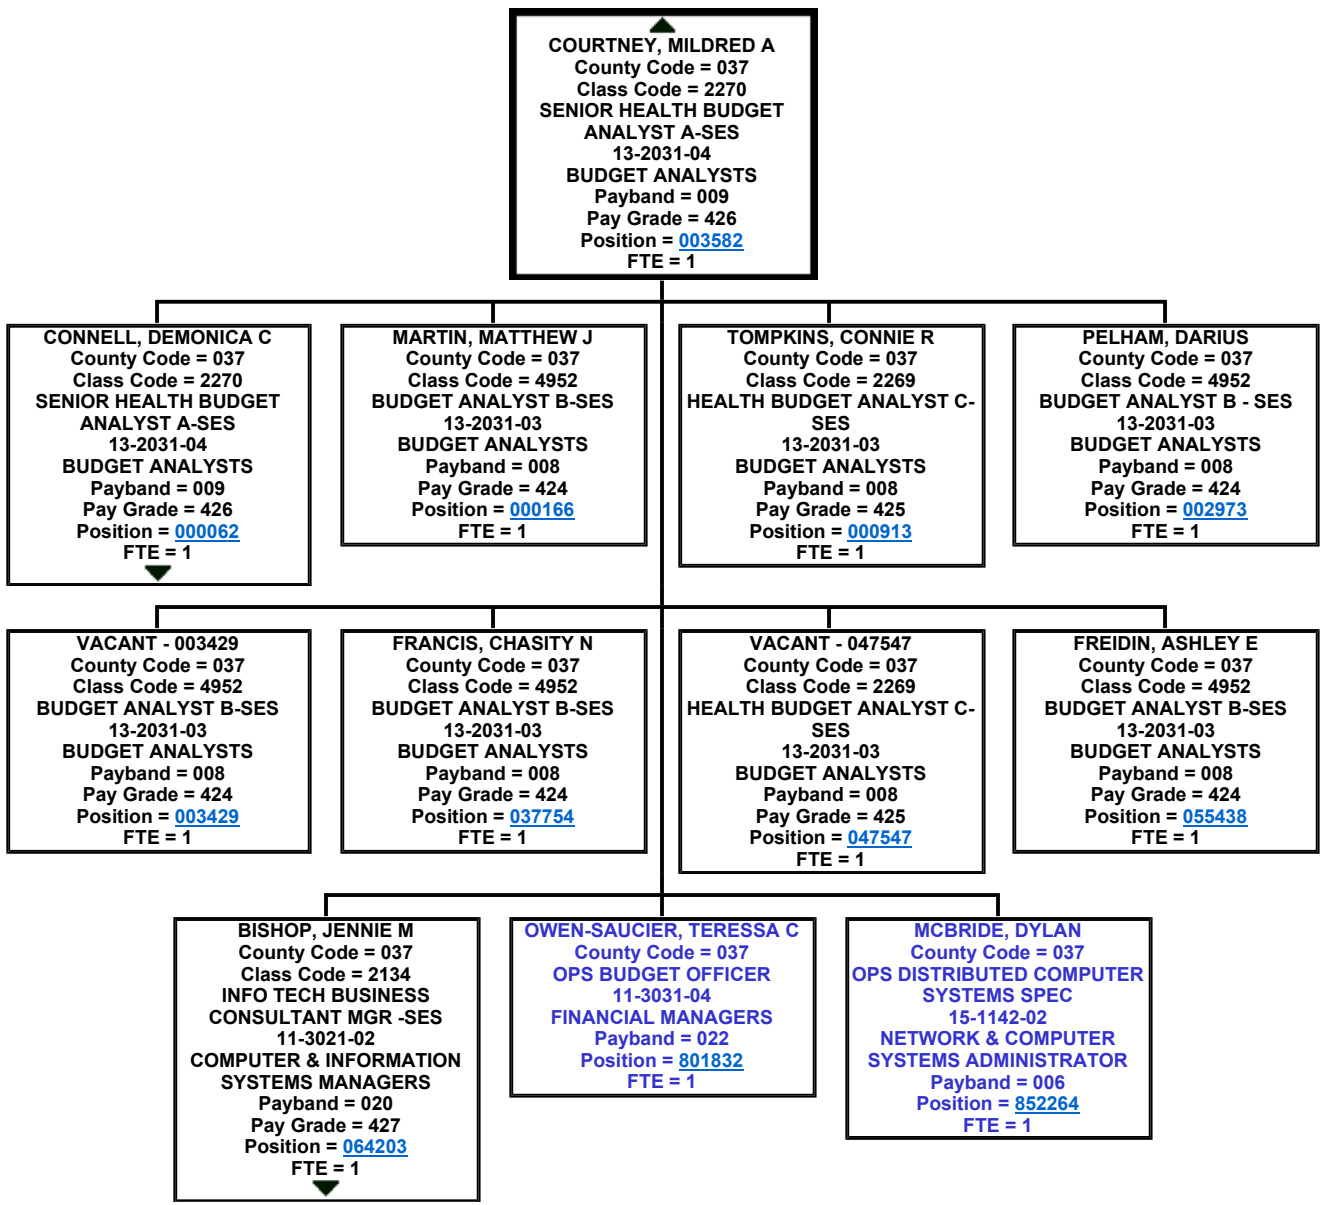 COURTNEY, MILDRED A
County Code = 037
Class Code = 2270
SENIOR HEALTH BUDGET
ANALYST A-SES
13-2031-04
BUDGET ANALYSTS
Payband = 009
Pay Grade = 426
Position = 003582
FTE = 1
CONNELL, DEMONICA C
County Code = 037
Class Code = 2270
SENIOR HEALTH BUDGET
ANALYST A-SES
13-2031-04
BUDGET ANALYSTS
Payband = 009
Pay Grade = 426
Position = 000062
FTE = 1
MARTIN, MATTHEW J
County Code = 037
Class Code = 4952
BUDGET ANALYST B-SES
13-2031-03
BUDGET ANALYSTS
Payband = 008
Pay Grade = 424
Position = 000166
FTE = 1
TOMPKINS, CONNIE R
County Code = 037
Class Code = 2269
HEALTH BUDGET ANALYST C-
SES
13-2031-03
BUDGET ANALYSTS
Payband = 008
Pay Grade = 425
Position = 000913
FTE = 1
PELHAM, DARIUS
County Code = 037
Class Code = 4952
BUDGET ANALYST B - SES
13-2031-03
BUDGET ANALYSTS
Payband = 008
Pay Grade = 424
Position = 002973
FTE = 1
VACANT - 003429
County Code = 037
Class Code = 4952
BUDGET ANALYST B-SES
13-2031-03
BUDGET ANALYSTS
Payband = 008
Pay Grade = 424
Position = 003429
FTE = 1
FRANCIS, CHASITY N
County Code = 037
Class Code = 4952
BUDGET ANALYST B-SES
13-2031-03
BUDGET ANALYSTS
Payband = 008
Pay Grade = 424
Position = 037754
FTE = 1
VACANT - 047547
County Code = 037
Class Code = 2269
HEALTH BUDGET ANALYST C-
SES
13-2031-03
BUDGET ANALYSTS
Payband = 008
Pay Grade = 425
Position = 047547
FTE = 1
FREIDIN, ASHLEY E
County Code = 037
Class Code = 4952
BUDGET ANALYST B-SES
13-2031-03
BUDGET ANALYSTS
Payband = 008
Pay Grade = 424
Position = 055438
FTE = 1
BISHOP, JENNIE M
County Code = 037
Class Code = 2134
INFO TECH BUSINESS
CONSULTANT MGR -SES
11-3021-02
COMPUTER & INFORMATION
SYSTEMS MANAGERS
Payband = 020
Pay Grade = 427
Position = 064203
FTE = 1
OWEN-SAUCIER, TERESSA C
County Code = 037
OPS BUDGET OFFICER
11-3031-04
FINANCIAL MANAGERS
Payband = 022
Position = 801832
FTE = 1
MCBRIDE, DYLAN
County Code = 037
OPS DISTRIBUTED COMPUTER
SYSTEMS SPEC
15-1142-02
NETWORK & COMPUTER
SYSTEMS ADMINISTRATOR
Payband = 006
Position = 852264
FTE = 1